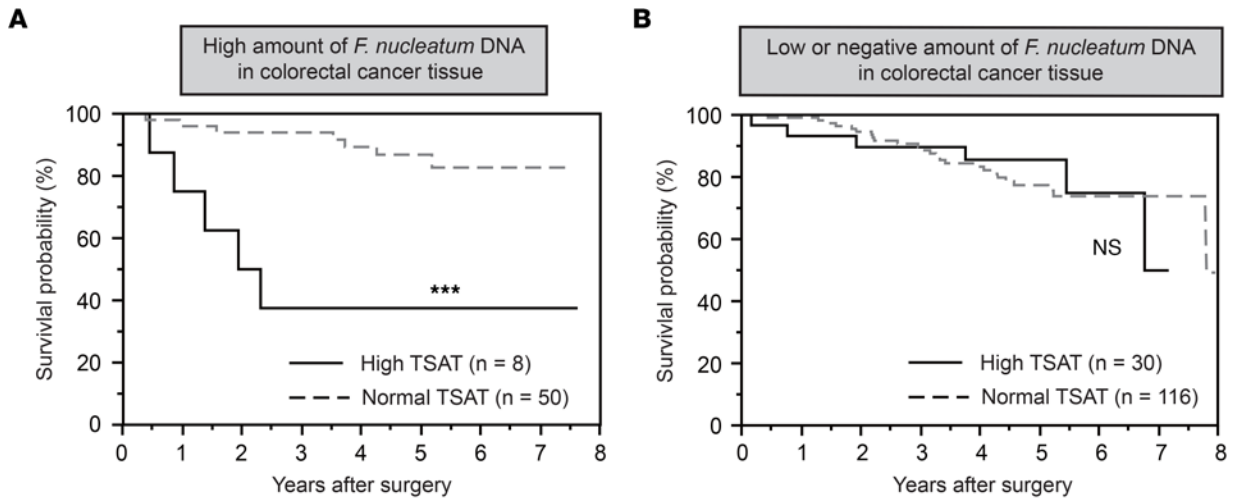 A
High amount of F. nucleatum DNA
in colorectal cancer tissue
Survivial probability (%)
100
80
60
40
20
0
***
High TSAT (n = 8)
Normal TSAT (n = 50)
0 1 2 3 4 5 6 7 8
Years after surgery
B
Low or negative amount of F. nucleatum DNA
in colorectal cancer tissue
Survivial probability (%)
100
80
60
40
20
0
NS
High TSAT (n = 30)
Normal TSAT (n = 116)
0 1 2 3 4 5 6 7 8
Years after surgery